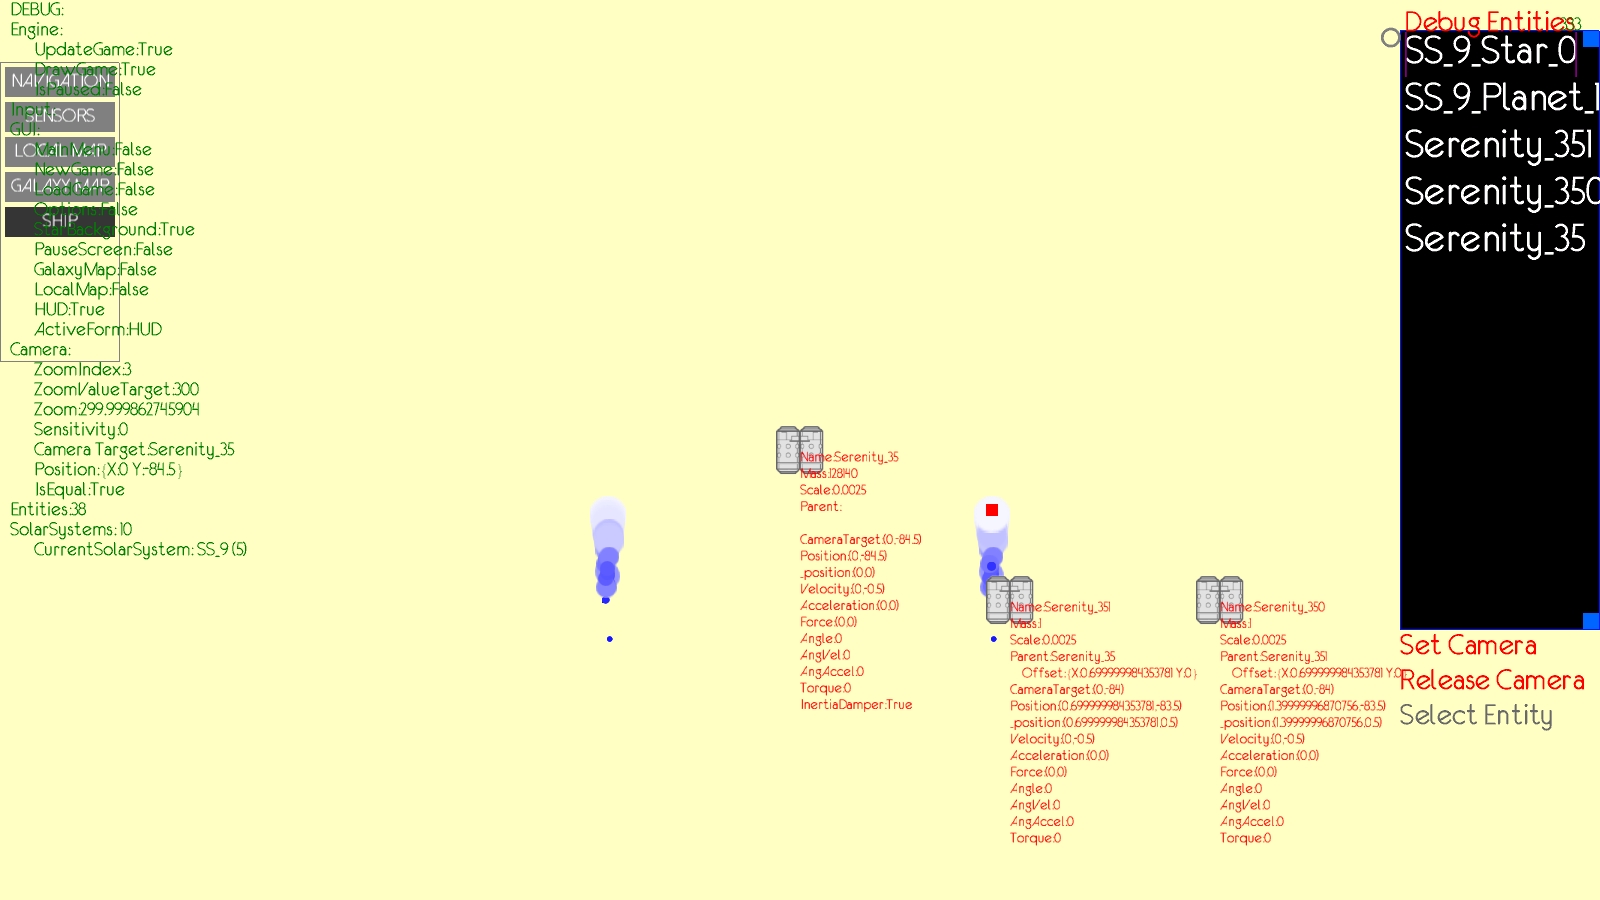 DEBUG:
Engine:
UpdateGame:True
DrawGame:True
IsPaused:False
Input:
GUI:
MainMenu:False
NewGame:False
LoadGame:False
Options:False
StarBackground:True
PauseScreen:False
GalaxyMap:False
LocalMap:False
HUD:True
ActiveForm:HUD
Camera:
ZoomIndex:3
ZoomValueTarget:300
Zoom:299.999862745904
Sensitivity:0
Camera Target:Serenity_35
Position:{X:0 Y:-84.5}
IsEqual:True
Entities:38
SolarSystems:10
CurrentSolarSystem: SS_9 (5)
NAVIGATION
SENSORS
LOCAL MAP
GALAXY MAP
SHIP
Name:Serenity_35
Mass:128140
Scale:0.0025
Parent:
CameraTarget:(0,-84.5)
Position:(0,-84.5)
_position:(0,0)
Velocity:(0,-0.5)
Acceleration:(0,0)
Force:(0,0)
Angle:0
AngVel:0
AngAccel:0
Torque:0
InertiaDamper:True
Name:Serenity_351
Mass:1
Scale:0.0025
Parent:Serenity_35
Offset: {X:0.699999984353781 Y:0}
CameraTarget:(0,-84)
Position:(0.699999984353781,-83.5)
_position:(0.699999984353781,0.5)
Velocity:(0,-0.5)
Acceleration:(0,0)
Force:(0,0)
Angle:0
AngVel:0
AngAccel:0
Torque:0
Name:Serenity_350
Mass:1
Scale:0.0025
Parent:Serenity_351
Offset: {X:0.699999984353781 Y:0}
CameraTarget:(0,-84)
Position:(1.39999996870756,-83.5)
_position:(1.39999996870756,0.5)
Velocity:(0,-0.5)
Acceleration:(0,0)
Force:(0,0)
Angle:0
AngVel:0
AngAccel:0
Torque:0
Debug Entities
SS_9_Star_0
SS_9_Planet_1
Serenity_351
Serenity_350
Serenity_35
Set Camera
Release Camera
Select Entity